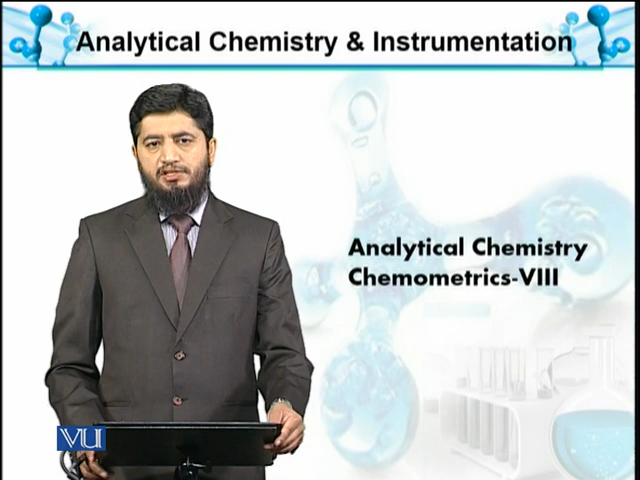 Analytical Chemistry & Instrumentation
Analytical Chemistry
Chemometrics-VIII
VU